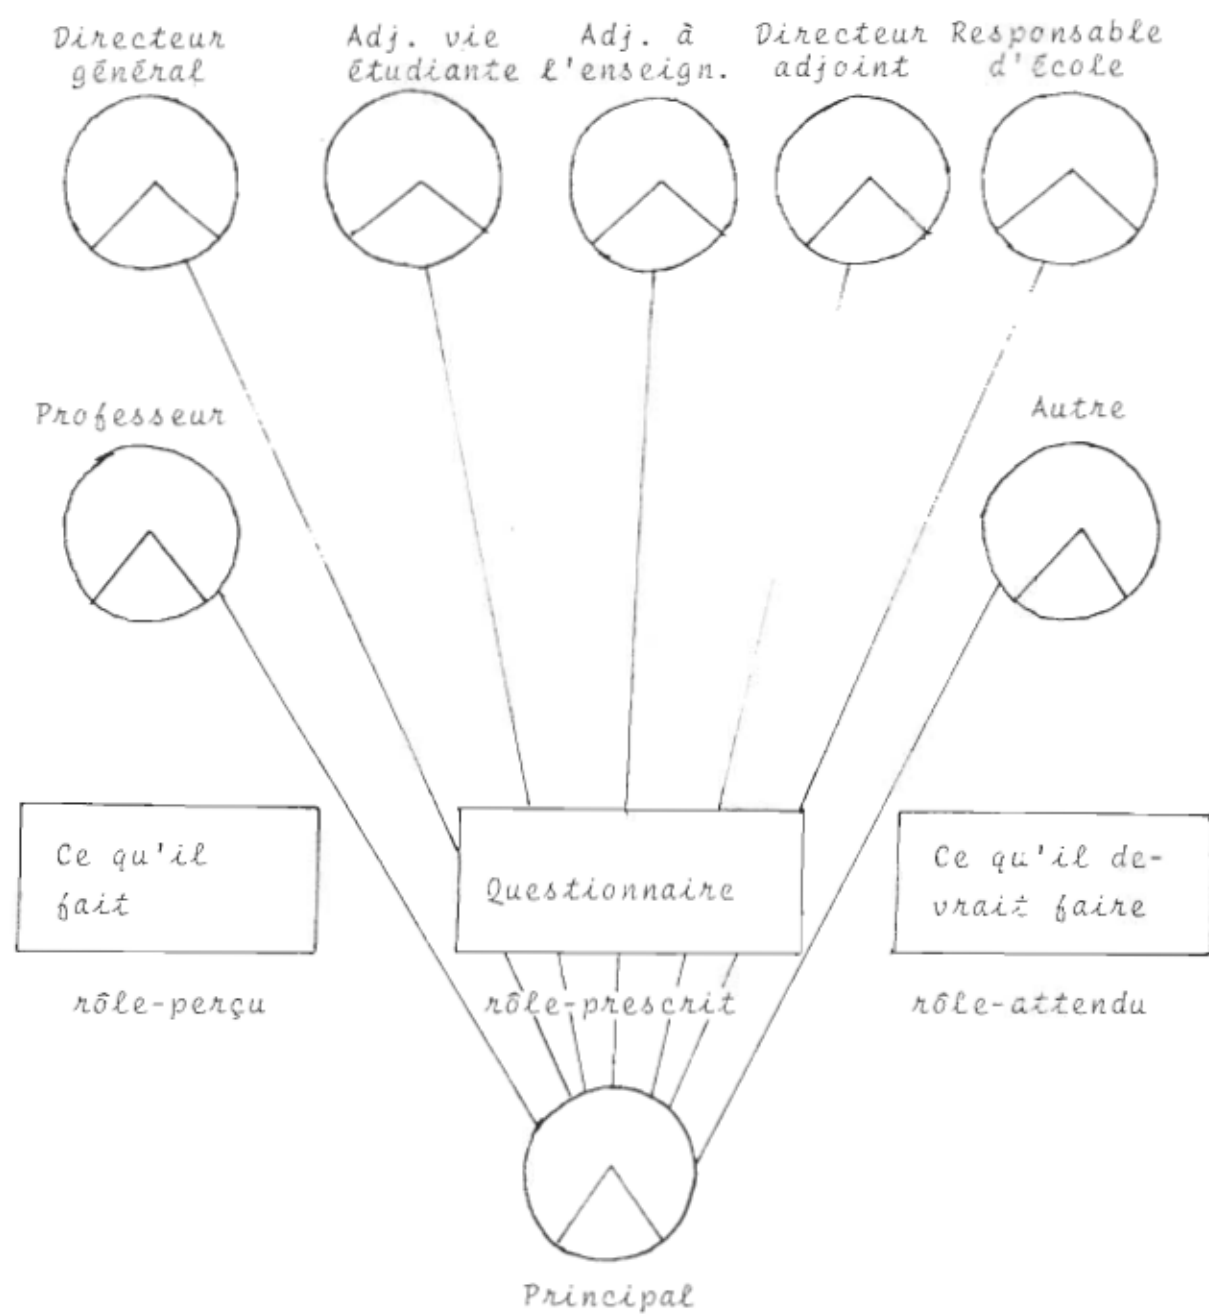 Directeur
général
Adj. vie
étudiante
Adj. à
l'enseign.
Directeur
adjoint
Responsable
d'École
Professeur
Autre
Ce qu'il
fait
Questionnaire
Ce qu'il de-
vrait faire
rôle-perçu
rôle-prescrit
rôle-attendu
Principal